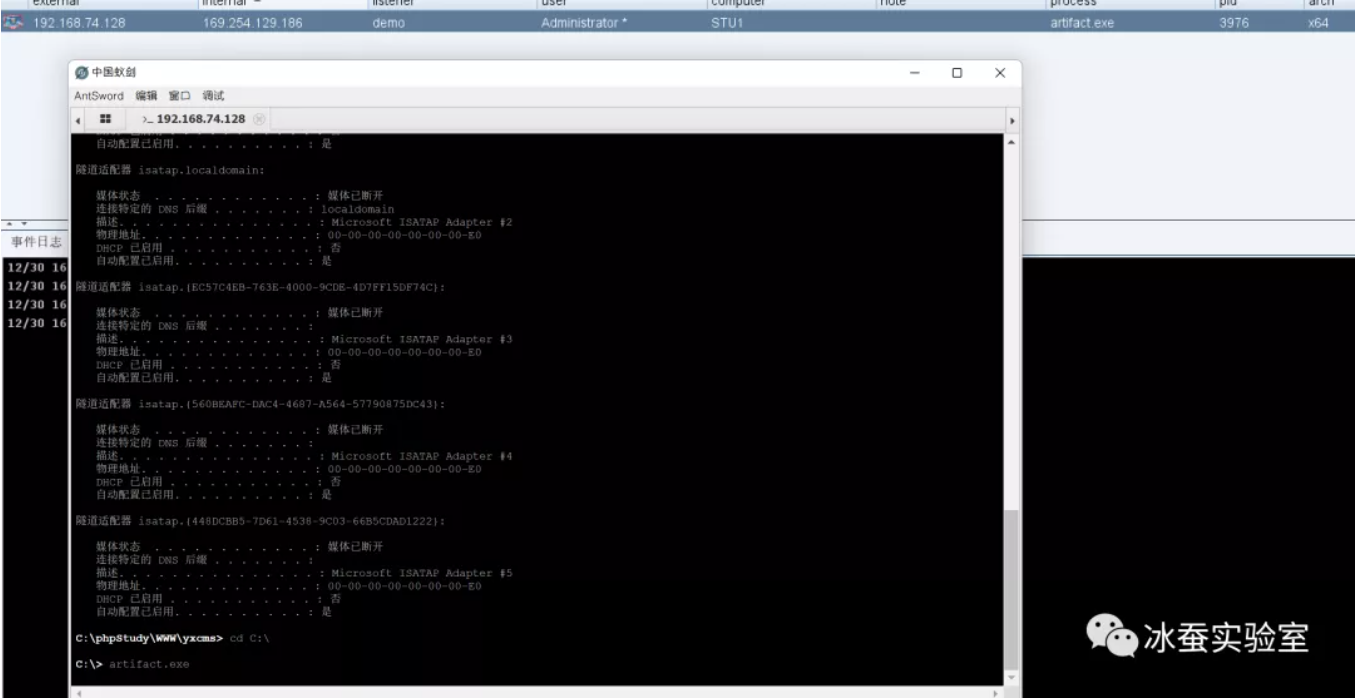 external internal listener user computer note process pid arch
192.168.74.128 169.254.129.186 demo Administrator * STU1 artifact.exe 3976 x64
中国蚁剑
AntSword 编辑 窗口 调试
>_ 192.168.74.128
自动配置已启用. . . . . . . . . . : 是
隧道适配器 isatap.localdomain:
媒体状态 . . . . . . . . . . . . : 媒体已断开
连接特定的 DNS 后缀 . . . . . . . : localdomain
描述. . . . . . . . . . . . . . . : Microsoft ISATAP Adapter #2
物理地址. . . . . . . . . . . . . : 00-00-00-00-00-00-00-E0
DHCP 已启用 . . . . . . . . . . . : 否
自动配置已启用. . . . . . . . . . : 是
隧道适配器 isatap.{EC57C4EB-763E-4000-9CDE-4D7FF15DF74C}:
媒体状态 . . . . . . . . . . . . : 媒体已断开
连接特定的 DNS 后缀 . . . . . . . :
描述. . . . . . . . . . . . . . . : Microsoft ISATAP Adapter #3
物理地址. . . . . . . . . . . . . : 00-00-00-00-00-00-00-E0
DHCP 已启用 . . . . . . . . . . . : 否
自动配置已启用. . . . . . . . . . : 是
隧道适配器 isatap.{560BEAFC-DAC4-4687-A564-57790875DC43}:
媒体状态 . . . . . . . . . . . . : 媒体已断开
连接特定的 DNS 后缀 . . . . . . . :
描述. . . . . . . . . . . . . . . : Microsoft ISATAP Adapter #4
物理地址. . . . . . . . . . . . . : 00-00-00-00-00-00-00-E0
DHCP 已启用 . . . . . . . . . . . : 否
自动配置已启用. . . . . . . . . . : 是
隧道适配器 isatap.{448DCBB5-7D61-4538-9C03-66B5CDAD1222}:
媒体状态 . . . . . . . . . . . . : 媒体已断开
连接特定的 DNS 后缀 . . . . . . . :
描述. . . . . . . . . . . . . . . : Microsoft ISATAP Adapter #5
物理地址. . . . . . . . . . . . . : 00-00-00-00-00-00-00-E0
DHCP 已启用 . . . . . . . . . . . : 否
自动配置已启用. . . . . . . . . . : 是
C:\phpStudy\WWW\yxcms> cd C:\
C:\> artifact.exe
事件日志
12/30 16
12/30 16
12/30 16
12/30 16
冰蚕实验室